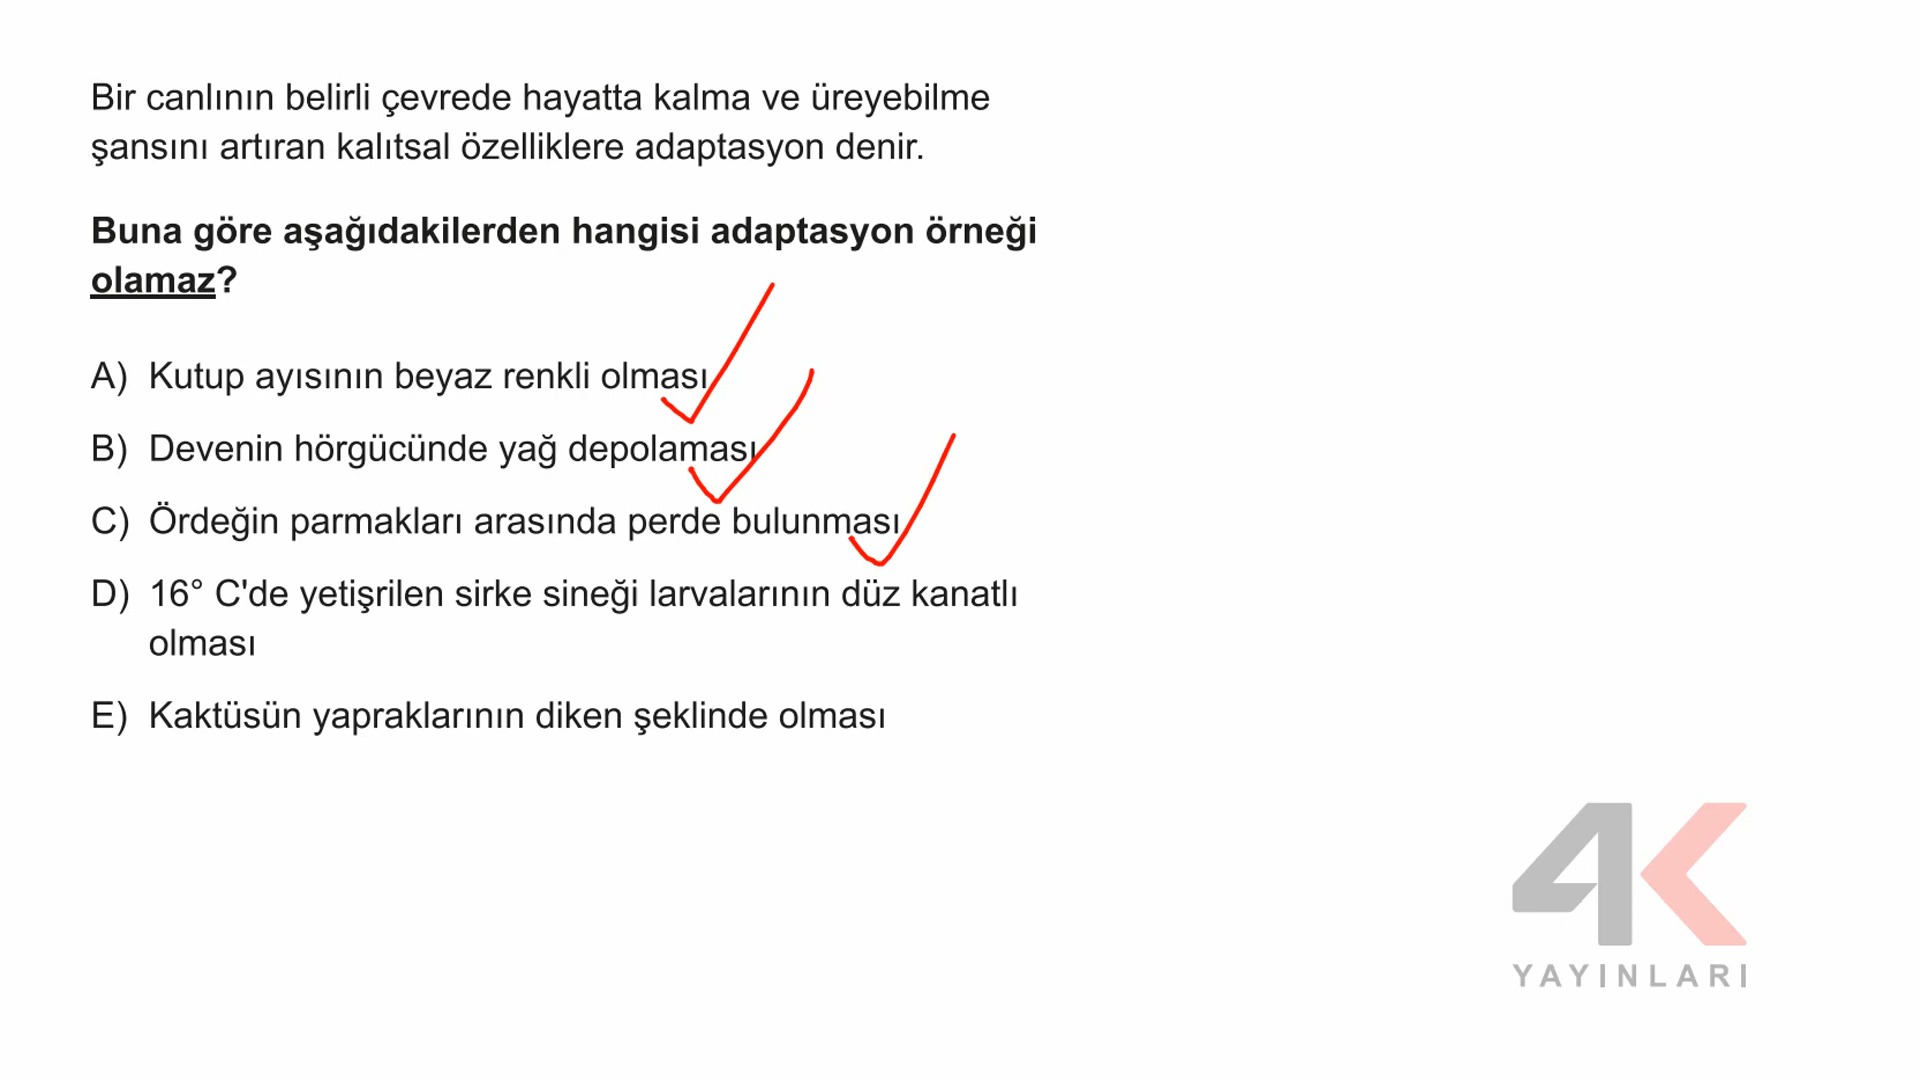 Bir canlının belirli çevrede hayatta kalma ve üreyebilme
şansını artıran kalıtsal özelliklere adaptasyon denir.
Buna göre aşağıdakilerden hangisi adaptasyon örneği
olamaz?
A) Kutup ayısının beyaz renkli olması
B) Devenin hörgücünde yağ depolaması
C) Ördeğin parmakları arasında perde bulunması
D) 16° C'de yetişrilen sirke sineği larvalarının düz kanatlı
olması
E) Kaktüsün yapraklarının diken şeklinde olması
4K
YAYINLARI